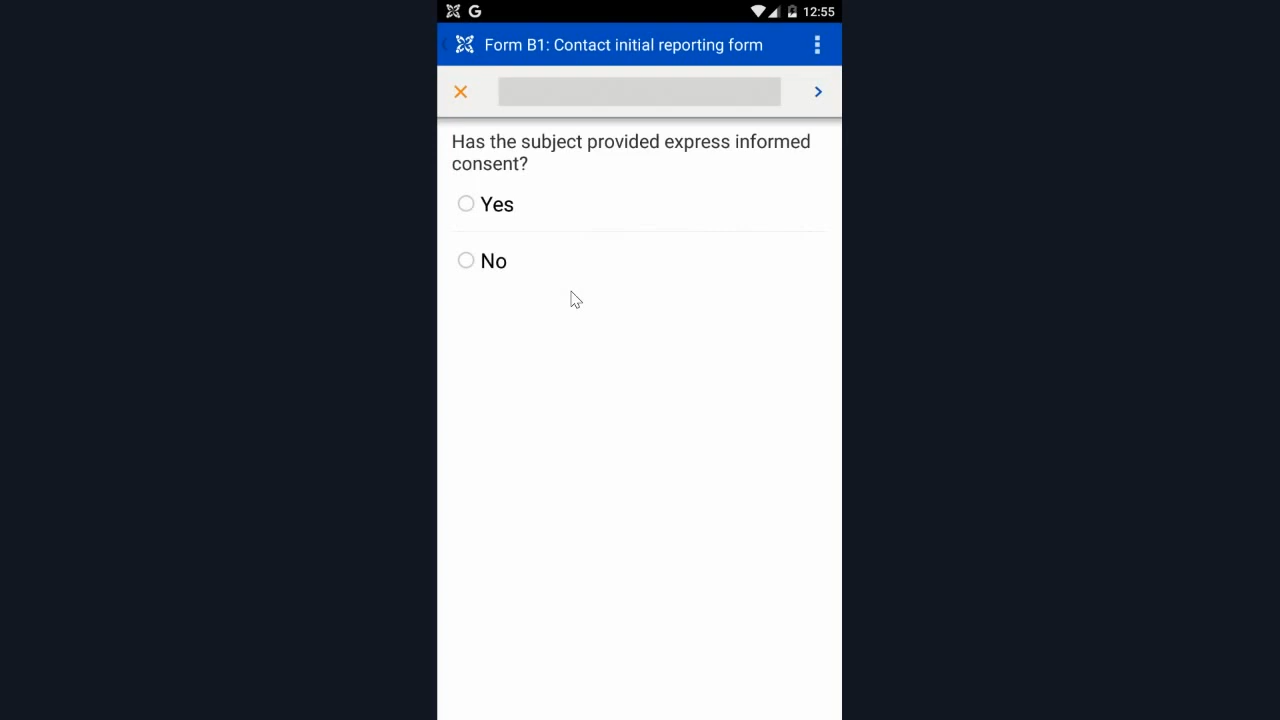 12:55
Form B1: Contact initial reporting form
Has the subject provided express informed
consent?
Yes
No